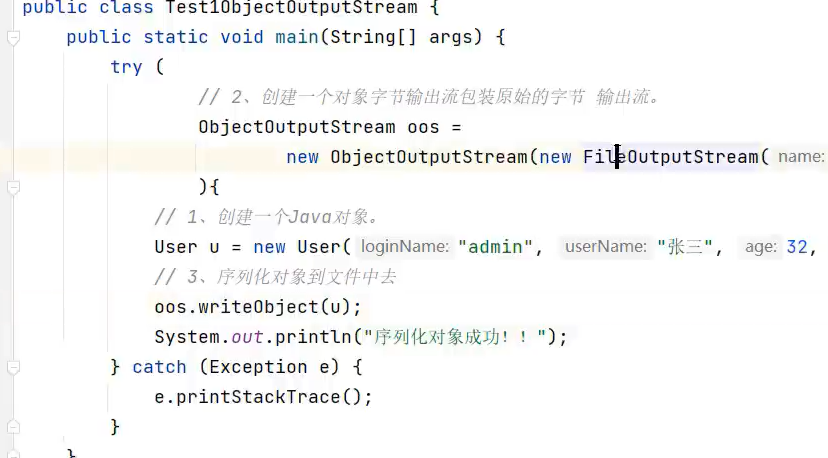 public class Test1ObjectOutputStream {
public static void main(String[] args) {
try (
// 2、创建一个对象字节输出流包装原始的字节 输出流。
ObjectOutputStream oos =
new ObjectOutputStream(new FileOutputStream( name:
){
// 1、创建一个Java对象。
User u = new User( loginName: "admin", userName: "张三", age: 32,
// 3、序列化对象到文件中去
oos.writeObject(u);
System.out.println("序列化对象成功！！");
} catch (Exception e) {
e.printStackTrace();
}
}